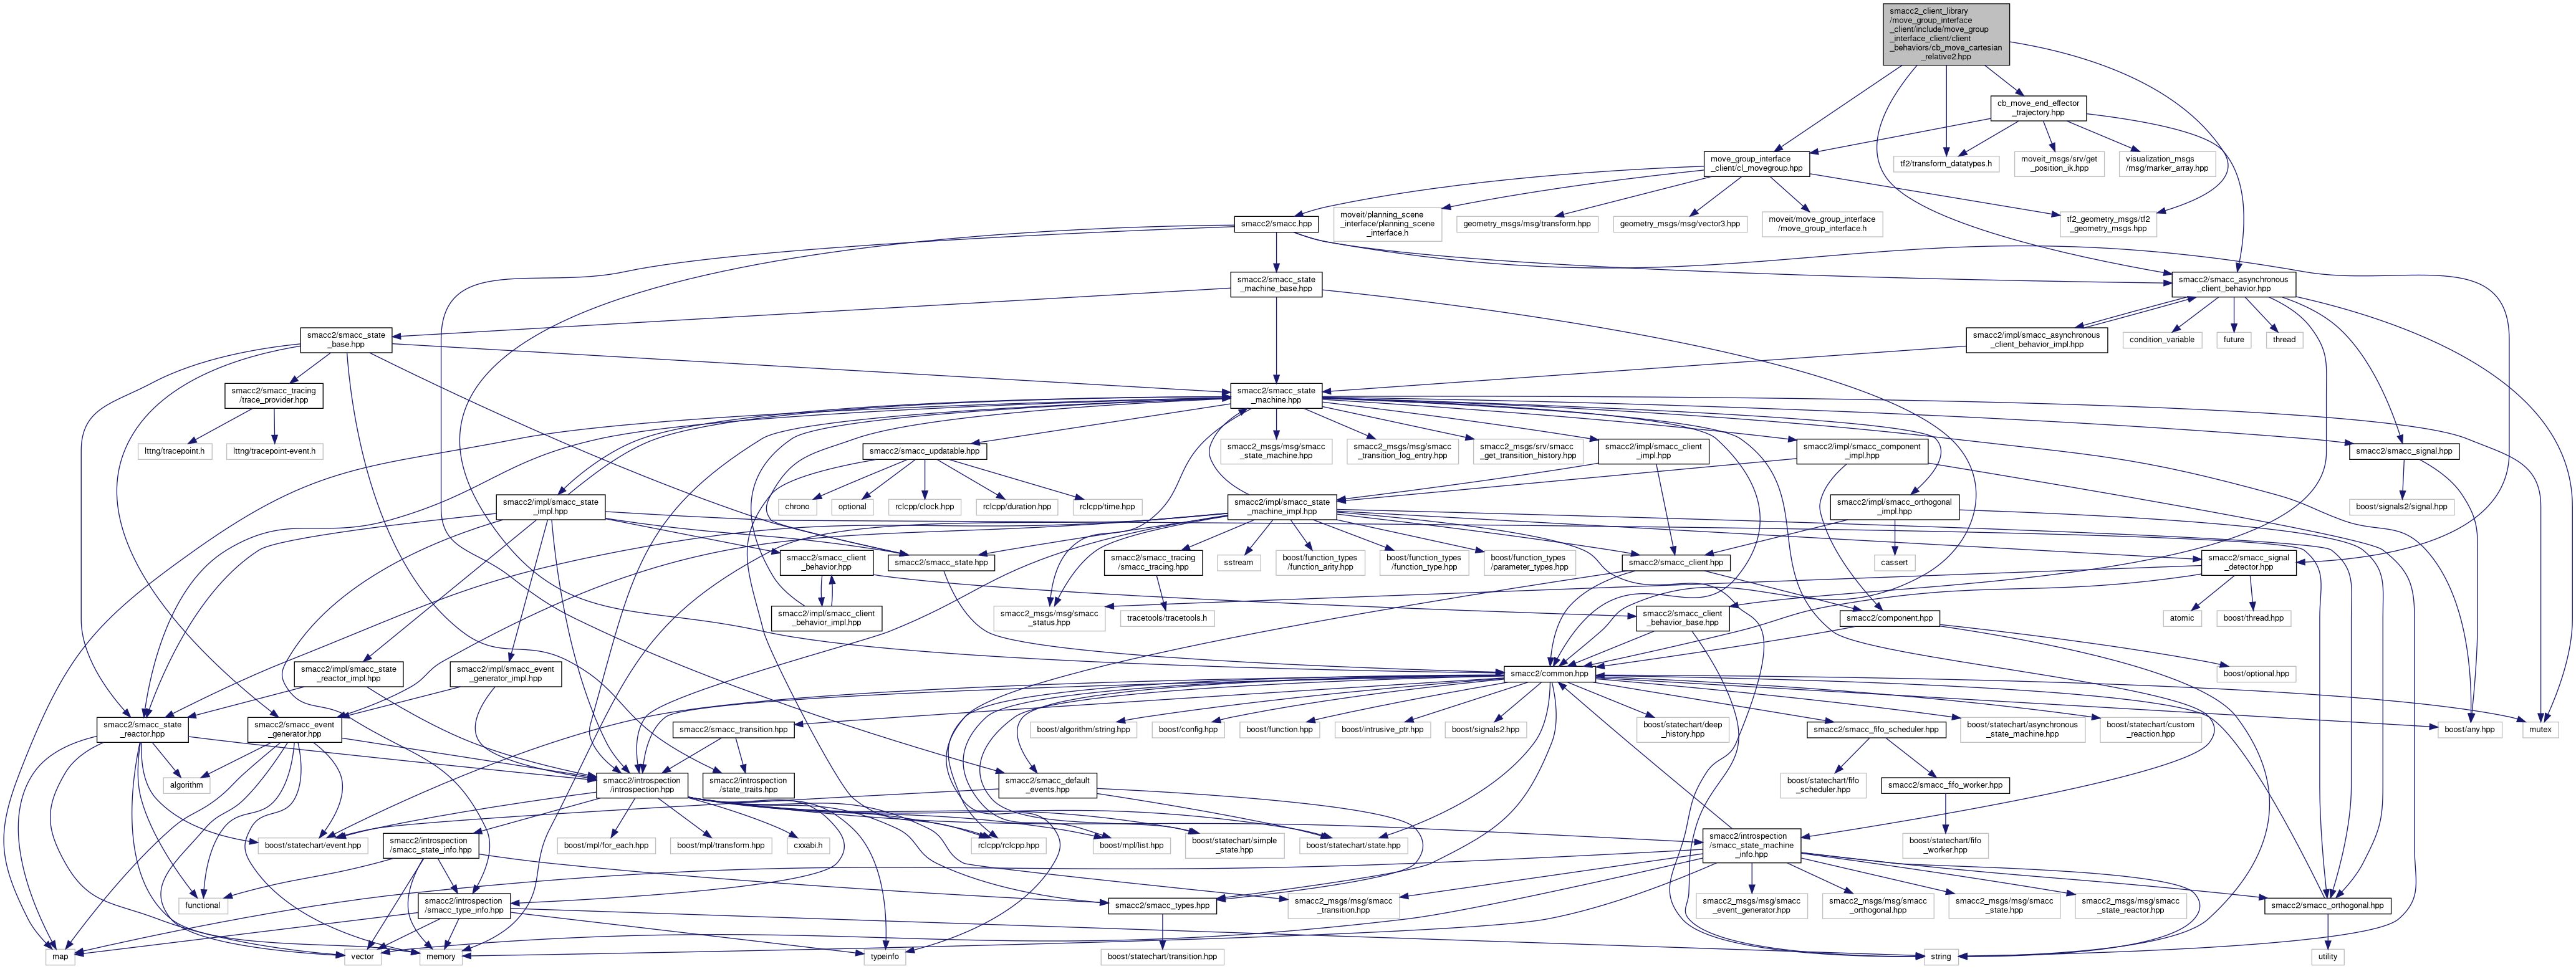 smacc2_client_library
/move_group_interface
_client/include/move_group
_interface_client/client
_behaviors/cb_move_cartesian
_relative2.hpp
cb_move_end_effector
_trajectory.hpp
move_group_interface
_client/cl_movegroup.hpp
tf2/transform_datatypes.h
moveit_msgs/srv/get
_position_ik.hpp
visualization_msgs
/msg/marker_array.hpp
smacc2/smacc.hpp
moveit/planning_scene
_interface/planning_scene
_interface.h
geometry_msgs/msg/transform.hpp
geometry_msgs/msg/vector3.hpp
moveit/move_group_interface
/move_group_interface.h
tf2_geometry_msgs/tf2
_geometry_msgs.hpp
smacc2/smacc_state
_machine_base.hpp
smacc2/smacc_asynchronous
_client_behavior.hpp
smacc2/smacc_state
_base.hpp
smacc2/impl/smacc_asynchronous
_client_behavior_impl.hpp
condition_variable
future
thread
smacc2/smacc_tracing
/trace_provider.hpp
smacc2/smacc_state
_machine.hpp
lttng/tracepoint.h
lttng/tracepoint-event.h
smacc2/smacc_updatable.hpp
smacc2_msgs/msg/smacc
_state_machine.hpp
smacc2_msgs/msg/smacc
_transition_log_entry.hpp
smacc2_msgs/srv/smacc
_get_transition_history.hpp
smacc2/impl/smacc_client
_impl.hpp
smacc2/impl/smacc_component
_impl.hpp
smacc2/smacc_signal.hpp
smacc2/impl/smacc_state
_impl.hpp
chrono
optional
rclcpp/clock.hpp
rclcpp/duration.hpp
rclcpp/time.hpp
smacc2/impl/smacc_state
_machine_impl.hpp
smacc2/impl/smacc_orthogonal
_impl.hpp
boost/signals2/signal.hpp
smacc2/smacc_client
_behavior.hpp
smacc2/smacc_state.hpp
smacc2/smacc_tracing
/smacc_tracing.hpp
sstream
boost/function_types
/function_arity.hpp
boost/function_types
/function_type.hpp
boost/function_types
/parameter_types.hpp
smacc2/smacc_client.hpp
cassert
smacc2/smacc_signal
_detector.hpp
smacc2/impl/smacc_client
_behavior_impl.hpp
smacc2_msgs/msg/smacc
_status.hpp
tracetools/tracetools.h
smacc2/smacc_client
_behavior_base.hpp
smacc2/component.hpp
atomic
boost/thread.hpp
smacc2/impl/smacc_state
_reactor_impl.hpp
smacc2/impl/smacc_event
_generator_impl.hpp
smacc2/common.hpp
boost/optional.hpp
smacc2/smacc_state
_reactor.hpp
smacc2/smacc_event
_generator.hpp
smacc2/smacc_transition.hpp
boost/algorithm/string.hpp
boost/config.hpp
boost/function.hpp
boost/intrusive_ptr.hpp
boost/signals2.hpp
boost/statechart/deep
_history.hpp
smacc2/smacc_fifo_scheduler.hpp
boost/statechart/asynchronous
_state_machine.hpp
boost/statechart/custom
_reaction.hpp
boost/any.hpp
mutex
algorithm
smacc2/introspection
/introspection.hpp
smacc2/introspection
/state_traits.hpp
smacc2/smacc_default
_events.hpp
boost/statechart/fifo
_scheduler.hpp
smacc2/smacc_fifo_worker.hpp
boost/statechart/event.hpp
smacc2/introspection
/smacc_state_info.hpp
boost/mpl/for_each.hpp
boost/mpl/transform.hpp
cxxabi.h
rclcpp/rclcpp.hpp
boost/mpl/list.hpp
boost/statechart/simple
_state.hpp
boost/statechart/state.hpp
smacc2/introspection
/smacc_state_machine
_info.hpp
boost/statechart/fifo
_worker.hpp
functional
smacc2/introspection
/smacc_type_info.hpp
smacc2/smacc_types.hpp
smacc2_msgs/msg/smacc
_transition.hpp
smacc2_msgs/msg/smacc
_event_generator.hpp
smacc2_msgs/msg/smacc
_orthogonal.hpp
smacc2_msgs/msg/smacc
_state.hpp
smacc2_msgs/msg/smacc
_state_reactor.hpp
smacc2/smacc_orthogonal.hpp
map
vector
memory
typeinfo
boost/statechart/transition.hpp
string
utility